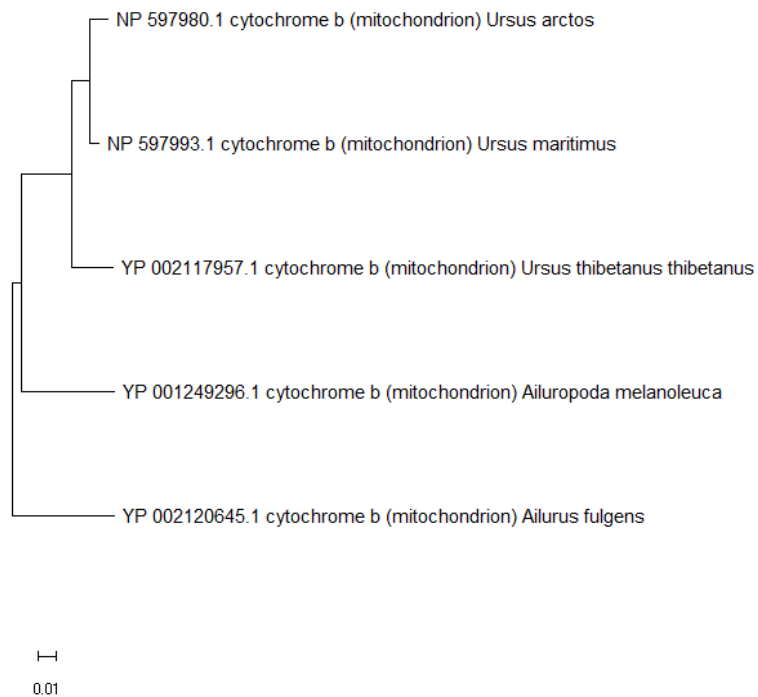 NP 597980.1 cytochrome b (mitochondrion) Ursus arctos
NP 597993.1 cytochrome b (mitochondrion) Ursus maritimus
YP 002117957.1 cytochrome b (mitochondrion) Ursus thibetanus thibetanus
YP 001249296.1 cytochrome b (mitochondrion) Ailuropoda melanoleuca
YP 002120645.1 cytochrome b (mitochondrion) Ailurus fulgens
0.01